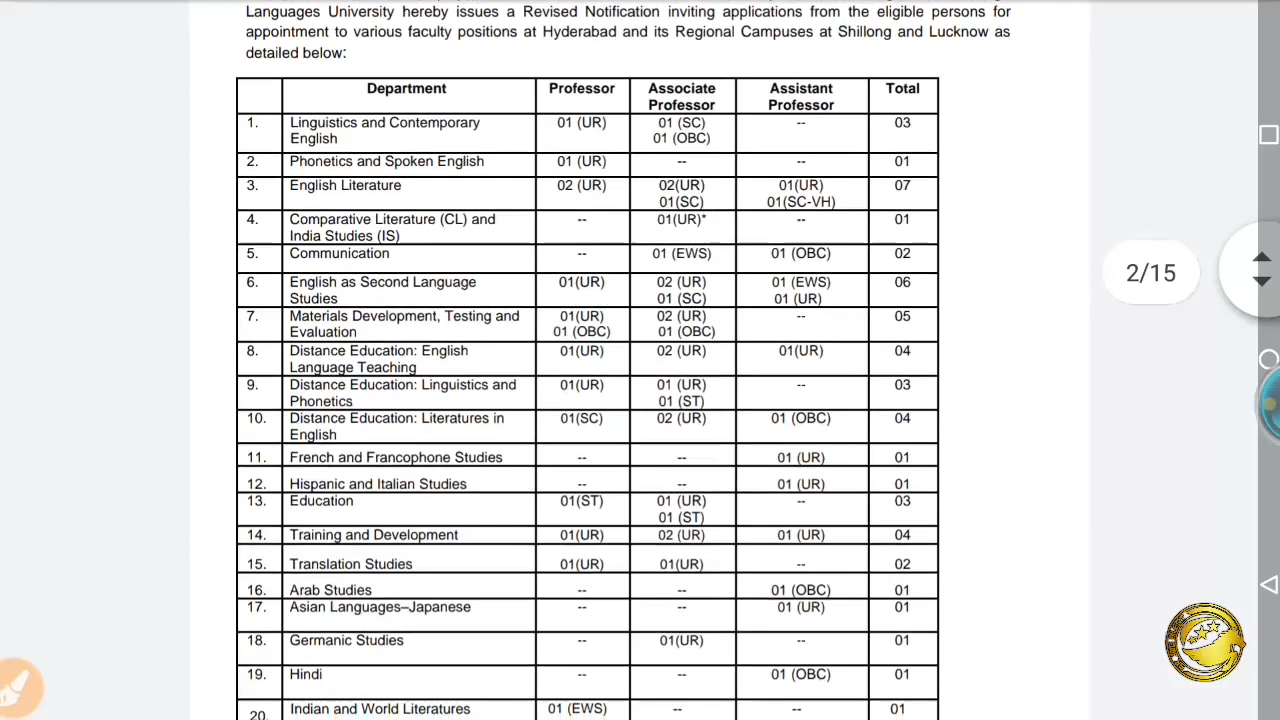 Languages University hereby issues a Revised Notification inviting applications from the eligible persons for
appointment to various faculty positions at Hyderabad and its Regional Campuses at Shillong and Lucknow as
detailed below:
Department Professor Associate Professor Assistant Professor Total
1. Linguistics and Contemporary English 01 (UR) 01 (SC) 01 (OBC) -- 03
2. Phonetics and Spoken English 01 (UR) -- -- 01
3. English Literature 02 (UR) 02(UR) 01(SC) 01(UR) 01(SC-VH) 07
4. Comparative Literature (CL) and India Studies (IS) -- 01(UR)* -- 01
5. Communication -- 01 (EWS) 01 (OBC) 02
6. English as Second Language Studies 01(UR) 02 (UR) 01 (SC) 01 (EWS) 01 (UR) 06
7. Materials Development, Testing and Evaluation 01(UR) 01 (OBC) 02 (UR) 01 (OBC) -- 05
8. Distance Education: English Language Teaching 01(UR) 02 (UR) 01(UR) 04
9. Distance Education: Linguistics and Phonetics 01(UR) 01 (UR) 01 (ST) -- 03
10. Distance Education: Literatures in English 01(SC) 02 (UR) 01 (OBC) 04
11. French and Francophone Studies -- -- 01 (UR) 01
12. Hispanic and Italian Studies -- -- 01 (UR) 01
13. Education 01(ST) 01 (UR) 01 (ST) -- 03
14. Training and Development 01(UR) 02 (UR) 01 (UR) 04
15. Translation Studies 01(UR) 01(UR) -- 02
16. Arab Studies -- -- 01 (OBC) 01
17. Asian Languages–Japanese -- -- 01 (UR) 01
18. Germanic Studies -- 01(UR) -- 01
19. Hindi -- -- 01 (OBC) 01
20. Indian and World Literatures 01 (EWS) -- -- 01
2/15